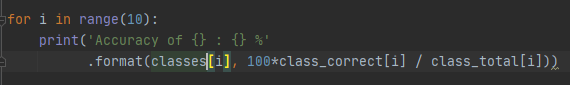 for i in range(10):
    print('Accuracy of {} : {} %'
          .format(classes[i], 100*class_correct[i] / class_total[i]))